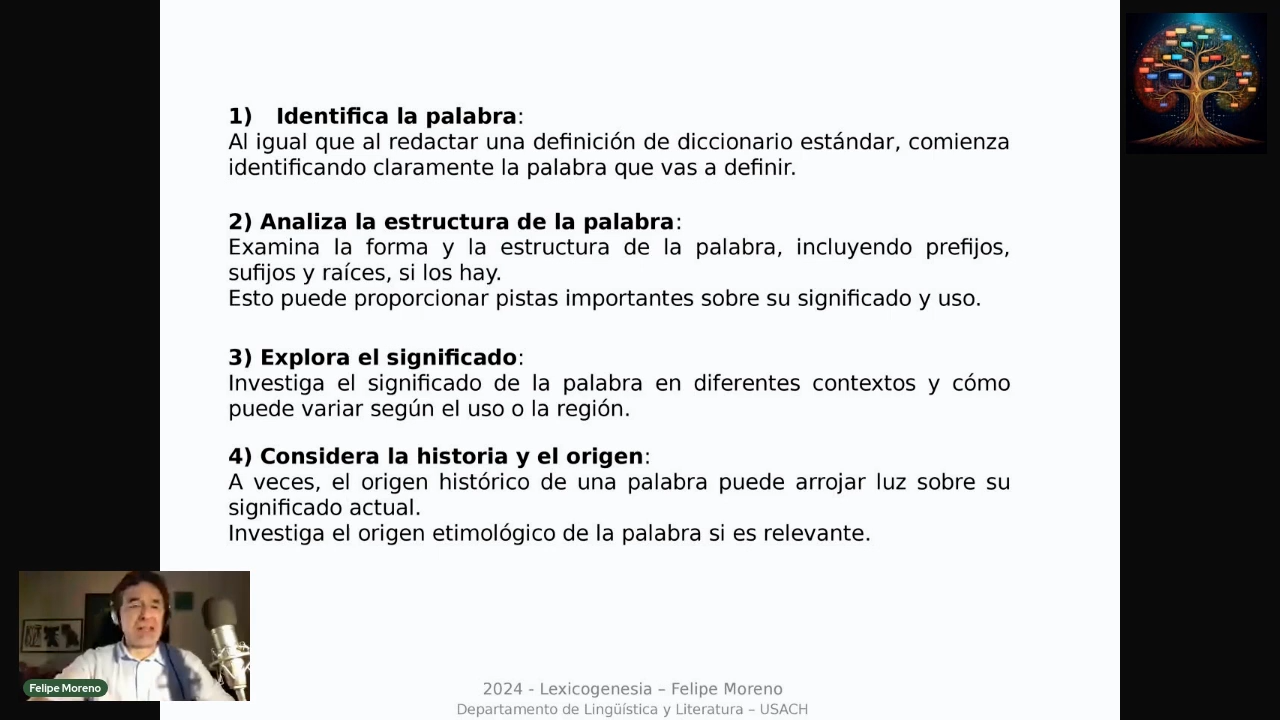 1) Identifica la palabra:
Al igual que al redactar una definición de diccionario estándar, comienza
identificando claramente la palabra que vas a definir.
2) Analiza la estructura de la palabra:
Examina la forma y la estructura de la palabra, incluyendo prefijos,
sufijos y raíces, si los hay.
Esto puede proporcionar pistas importantes sobre su significado y uso.
3) Explora el significado:
Investiga el significado de la palabra en diferentes contextos y cómo
puede variar según el uso o la región.
4) Considera la historia y el origen:
A veces, el origen histórico de una palabra puede arrojar luz sobre su
significado actual.
Investiga el origen etimológico de la palabra si es relevante.
Felipe Moreno
2024 - Lexicogenesia – Felipe Moreno
Departamento de Lingüística y Literatura – USACH